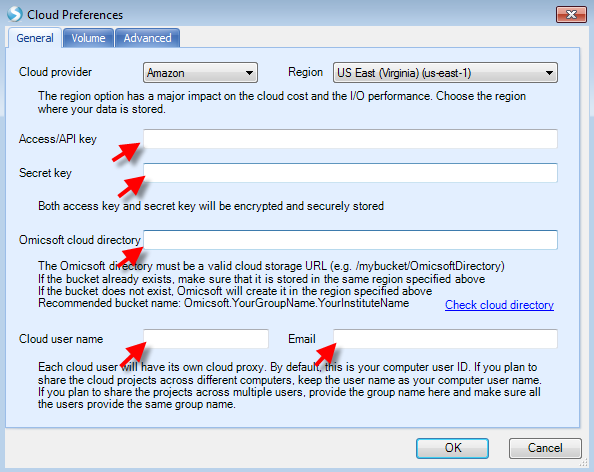 Cloud Preferences
General Volume Advanced
Cloud provider Amazon Region US East (Virginia) (us-east-1)
The region option has a major impact on the cloud cost and the I/O performance. Choose the region
where your data is stored.
Access/API key
Secret key
Both access key and secret key will be encrypted and securely stored
Omicsoft cloud directory
The Omicsoft directory must be a valid cloud storage URL (e.g. /mybucket/OmicsoftDirectory)
If the bucket already exists, make sure that it is stored in the same region specified above
If the bucket does not exist, Omicsoft will create it in the region specified above
Recommended bucket name: Omicsoft.YourGroupName.YourInstituteName
Check cloud directory
Cloud user name Email
Each cloud user will have its own cloud proxy. By default, this is your computer user ID. If you plan to
share the cloud projects across different computers, keep the user name as your computer user name.
If you plan to share the projects across multiple users, provide the group name here and make sure all
the users provide the same group name.
OK Cancel